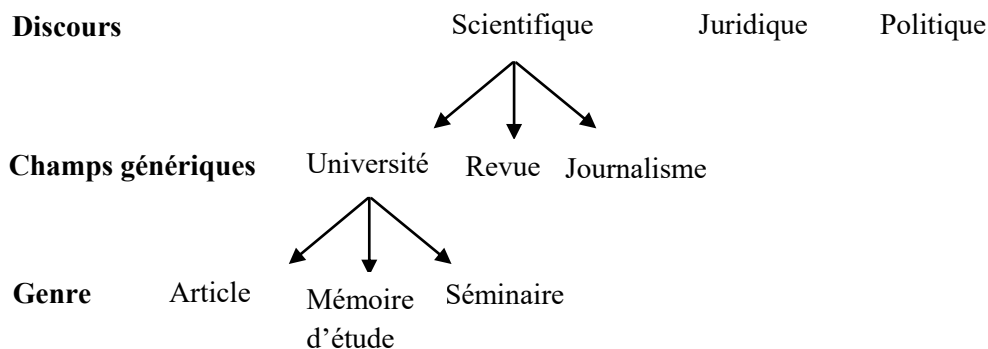 Discours Scientifique Juridique Politique
Champs génériques Université Revue Journalisme
Genre Article Mémoire Séminaire
d’étude